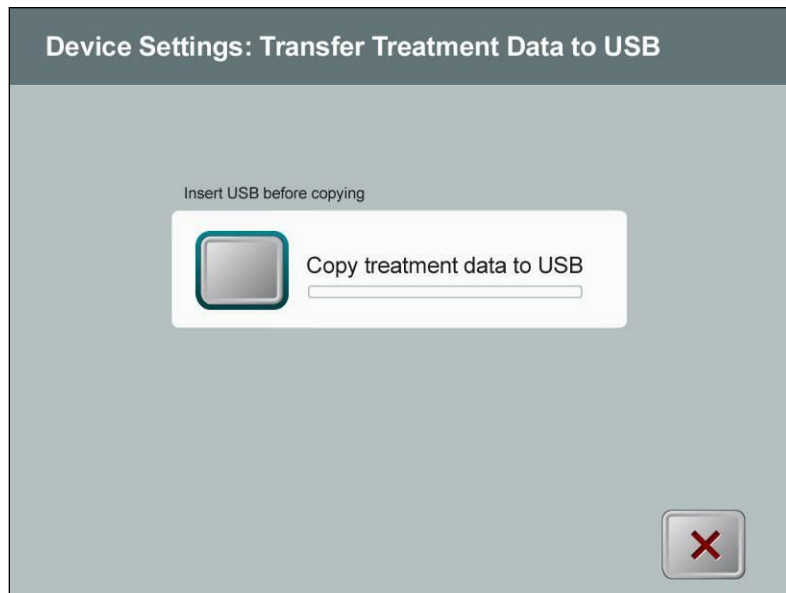 Device Settings: Transfer Treatment Data to USB
Insert USB before copying
Copy treatment data to USB